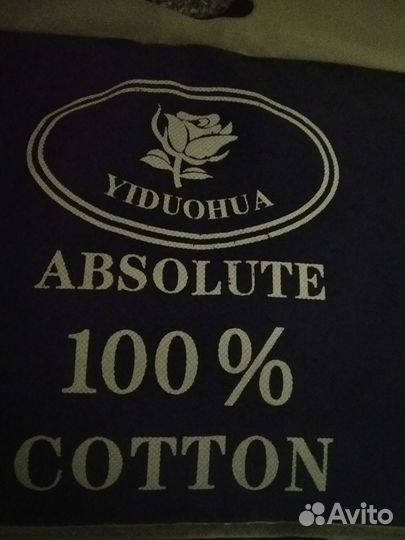 YIDUOHUA
ABSOLUTE
100%
COTTON
Avito